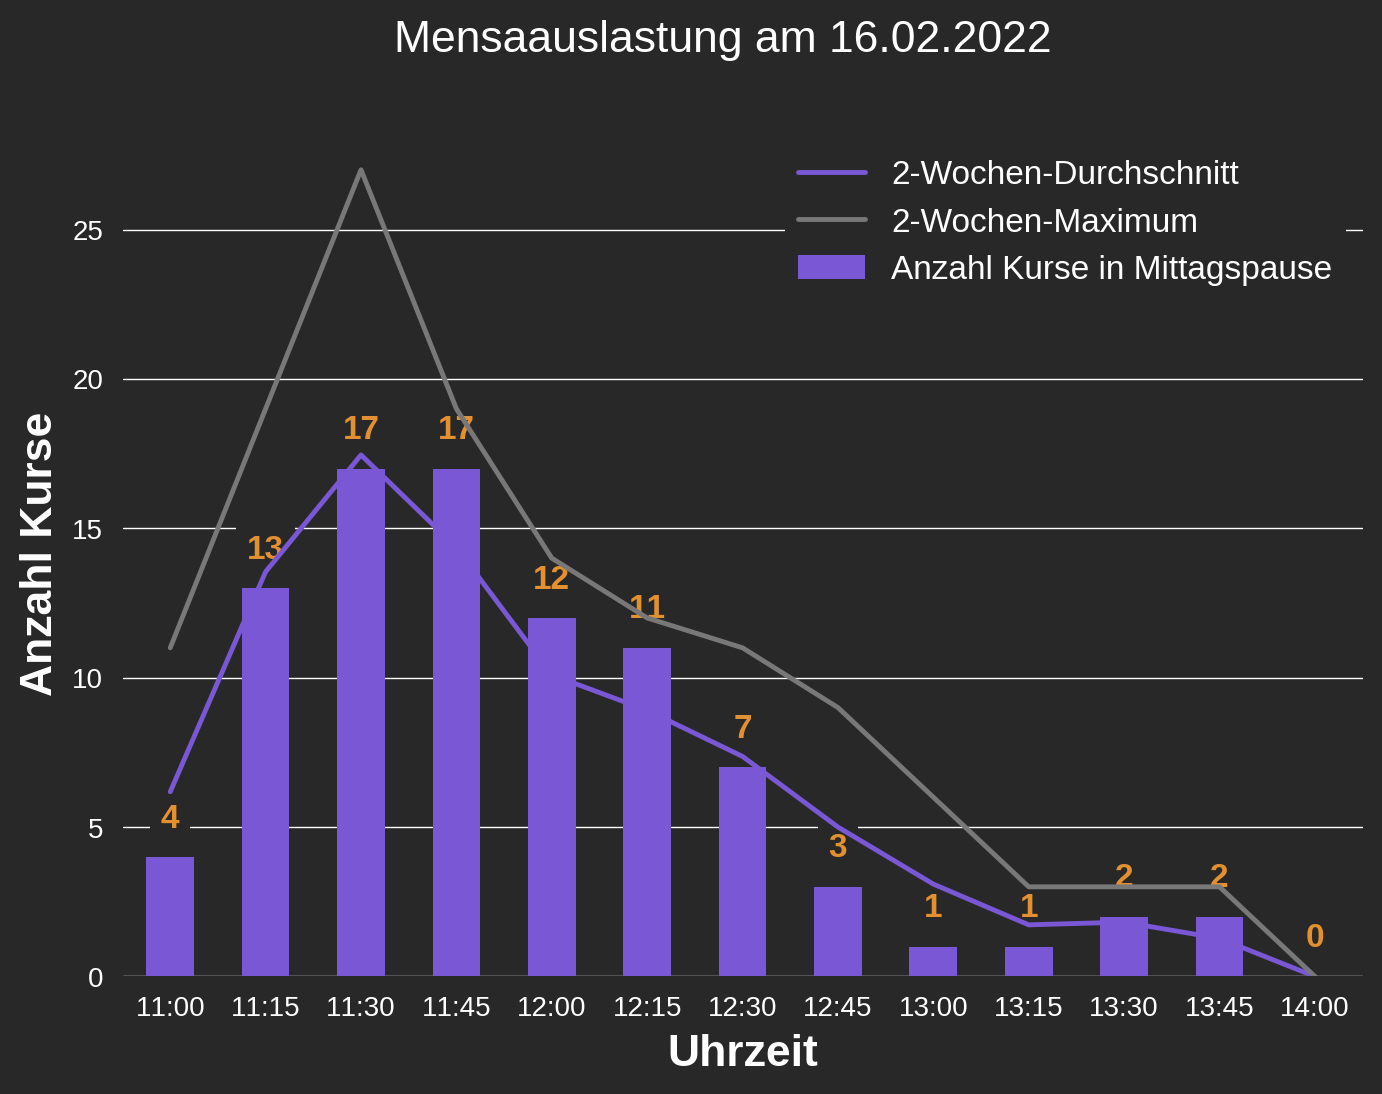 Mensaauslastung am 16.02.2022
2-Wochen-Durchschnitt
2-Wochen-Maximum
Anzahl Kurse in Mittagspause
Anzahl Kurse
25
20
15
10
5
0
4
13
17
17
12
11
7
3
1
1
2
2
0
11:00 11:15 11:30 11:45 12:00 12:15 12:30 12:45 13:00 13:15 13:30 13:45 14:00
Uhrzeit